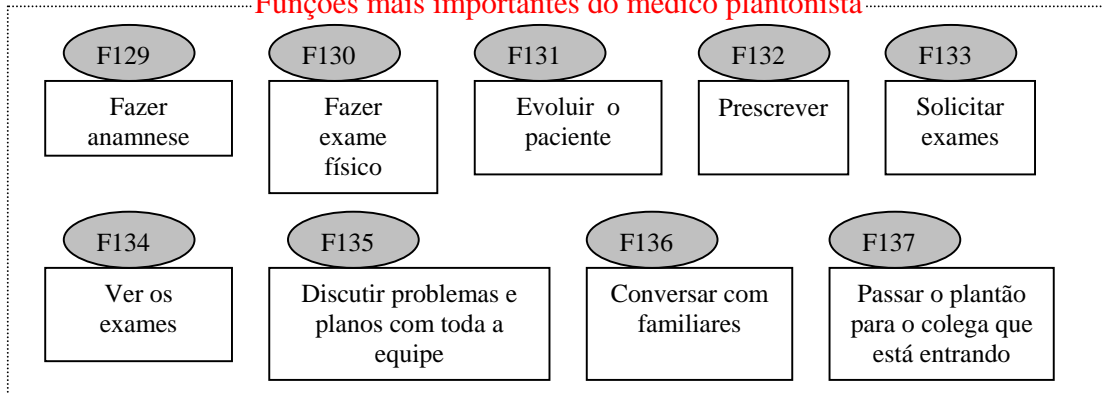 Funções mais importantes do médico plantonista
F129
F130
F131
F132
F133
Fazer
anamnese
Fazer
exame
físico
Evoluir o
paciente
Prescrever
Solicitar
exames
F134
F135
F136
F137
Ver os
exames
Discutir problemas e
planos com toda a
equipe
Conversar com
familiares
Passar o plantão
para o colega que
está entrando